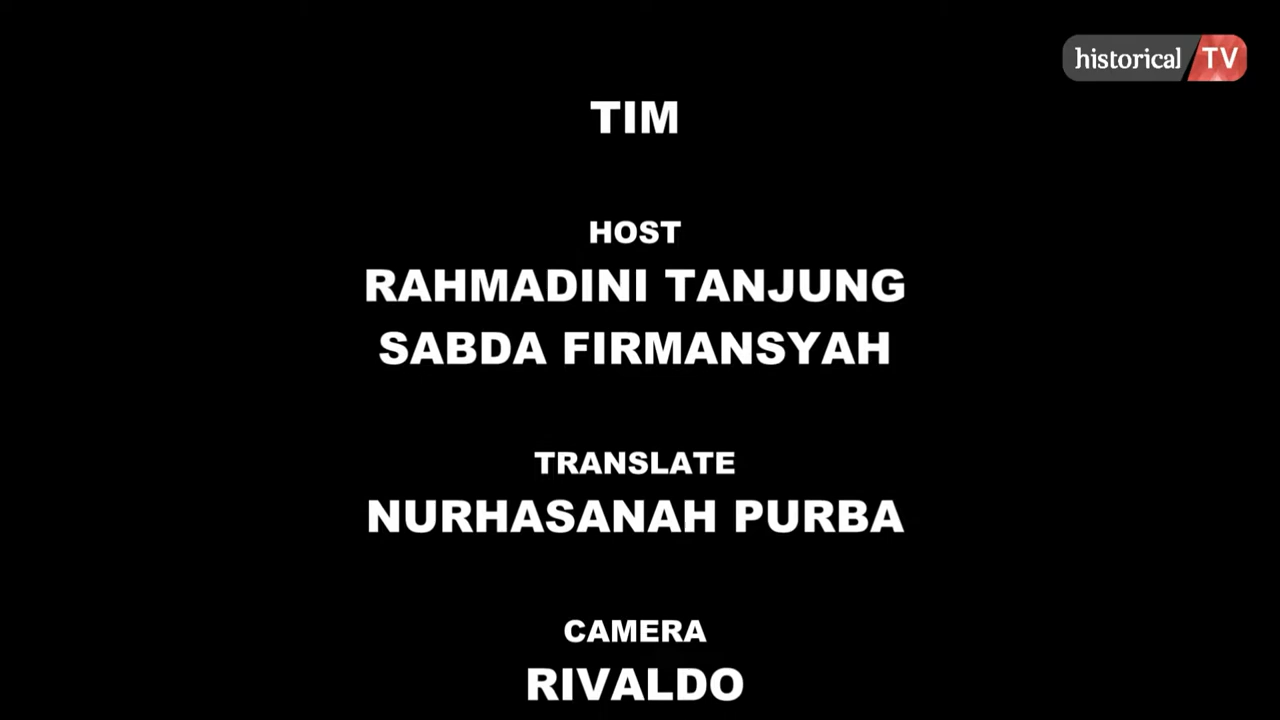 historical TV
TIM
HOST
RAHMADINI TANJUNG
SABDA FIRMANSYAH
TRANSLATE
NURHASANAH PURBA
CAMERA
RIVALDO